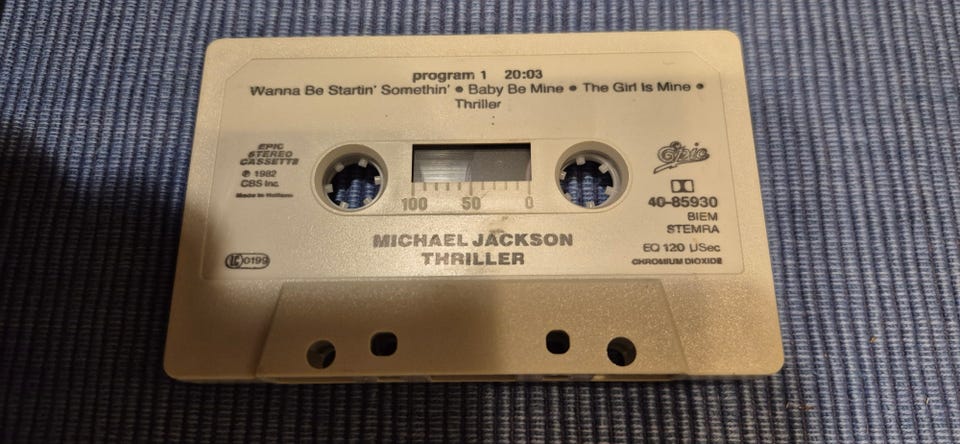 program 1 20:03
Wanna Be Startin' Somethin' • Baby Be Mine • The Girl Is Mine •
Thriller
EPIC
STEREO
CASSETTE
℗ 1982
CBS Inc.
Made in Holland
Epic
40-85930
BIEM
STEMRA
EQ 120 µSec
CHROMIUM DIOXIDE
100 50 0
MICHAEL JACKSON
THRILLER
LC 0199